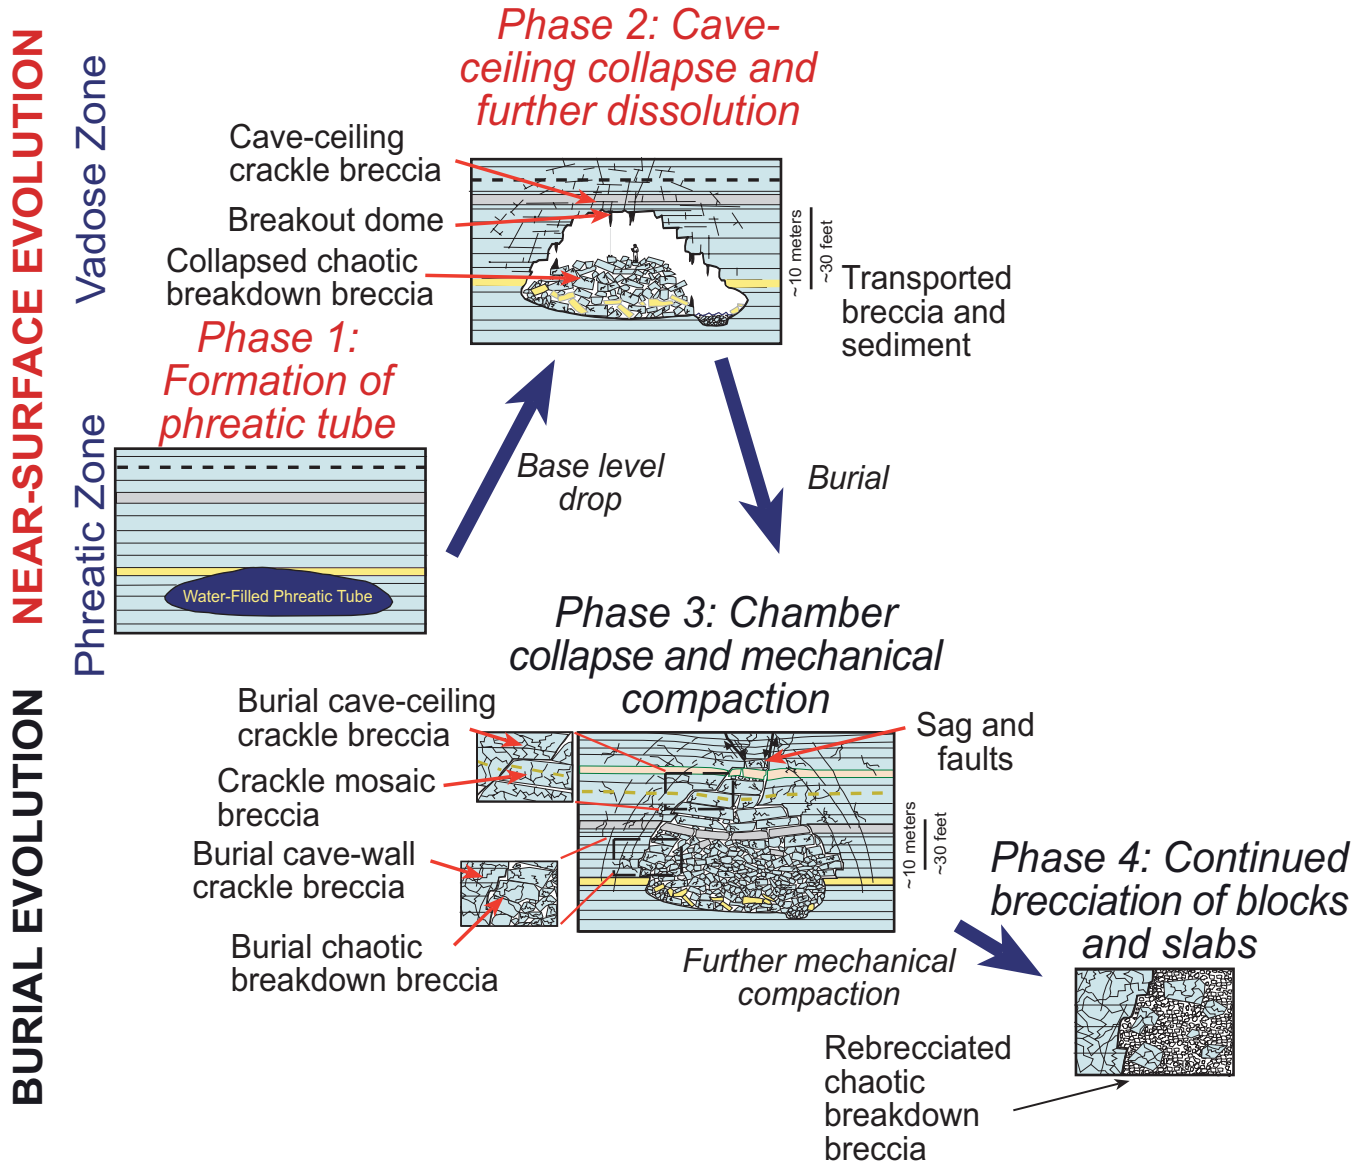 NEAR-SURFACE EVOLUTION
Vadose Zone
Phreatic Zone
Phase 2: Cave-
ceiling collapse and
further dissolution
Cave-ceiling
crackle breccia
Breakout dome
Collapsed chaotic
breakdown breccia
~10 meters
~30 feet
Transported
breccia and
sediment
Phase 1:
Formation of
phreatic tube
Water-Filled Phreatic Tube
Base level
drop
Burial
BURIAL EVOLUTION
Phase 3: Chamber
collapse and mechanical
compaction
Burial cave-ceiling
crackle breccia
Crackle mosaic
breccia
Burial cave-wall
crackle breccia
Burial chaotic
breakdown breccia
Sag and
faults
~10 meters
~30 feet
Further mechanical
compaction
Phase 4: Continued
brecciation of blocks
and slabs
Rebrecciated
chaotic
breakdown
breccia